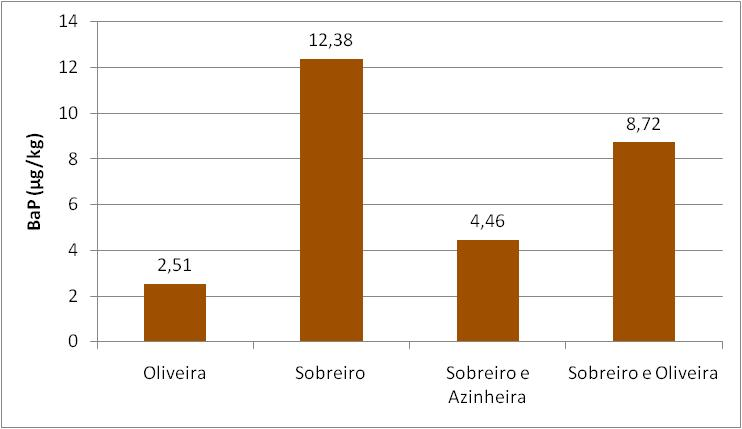 14
12
10
8
6
4
2
0
BaP (µg/kg)
2,51
12,38
4,46
8,72
Oliveira
Sobreiro
Sobreiro e
Azinheira
Sobreiro e Oliveira